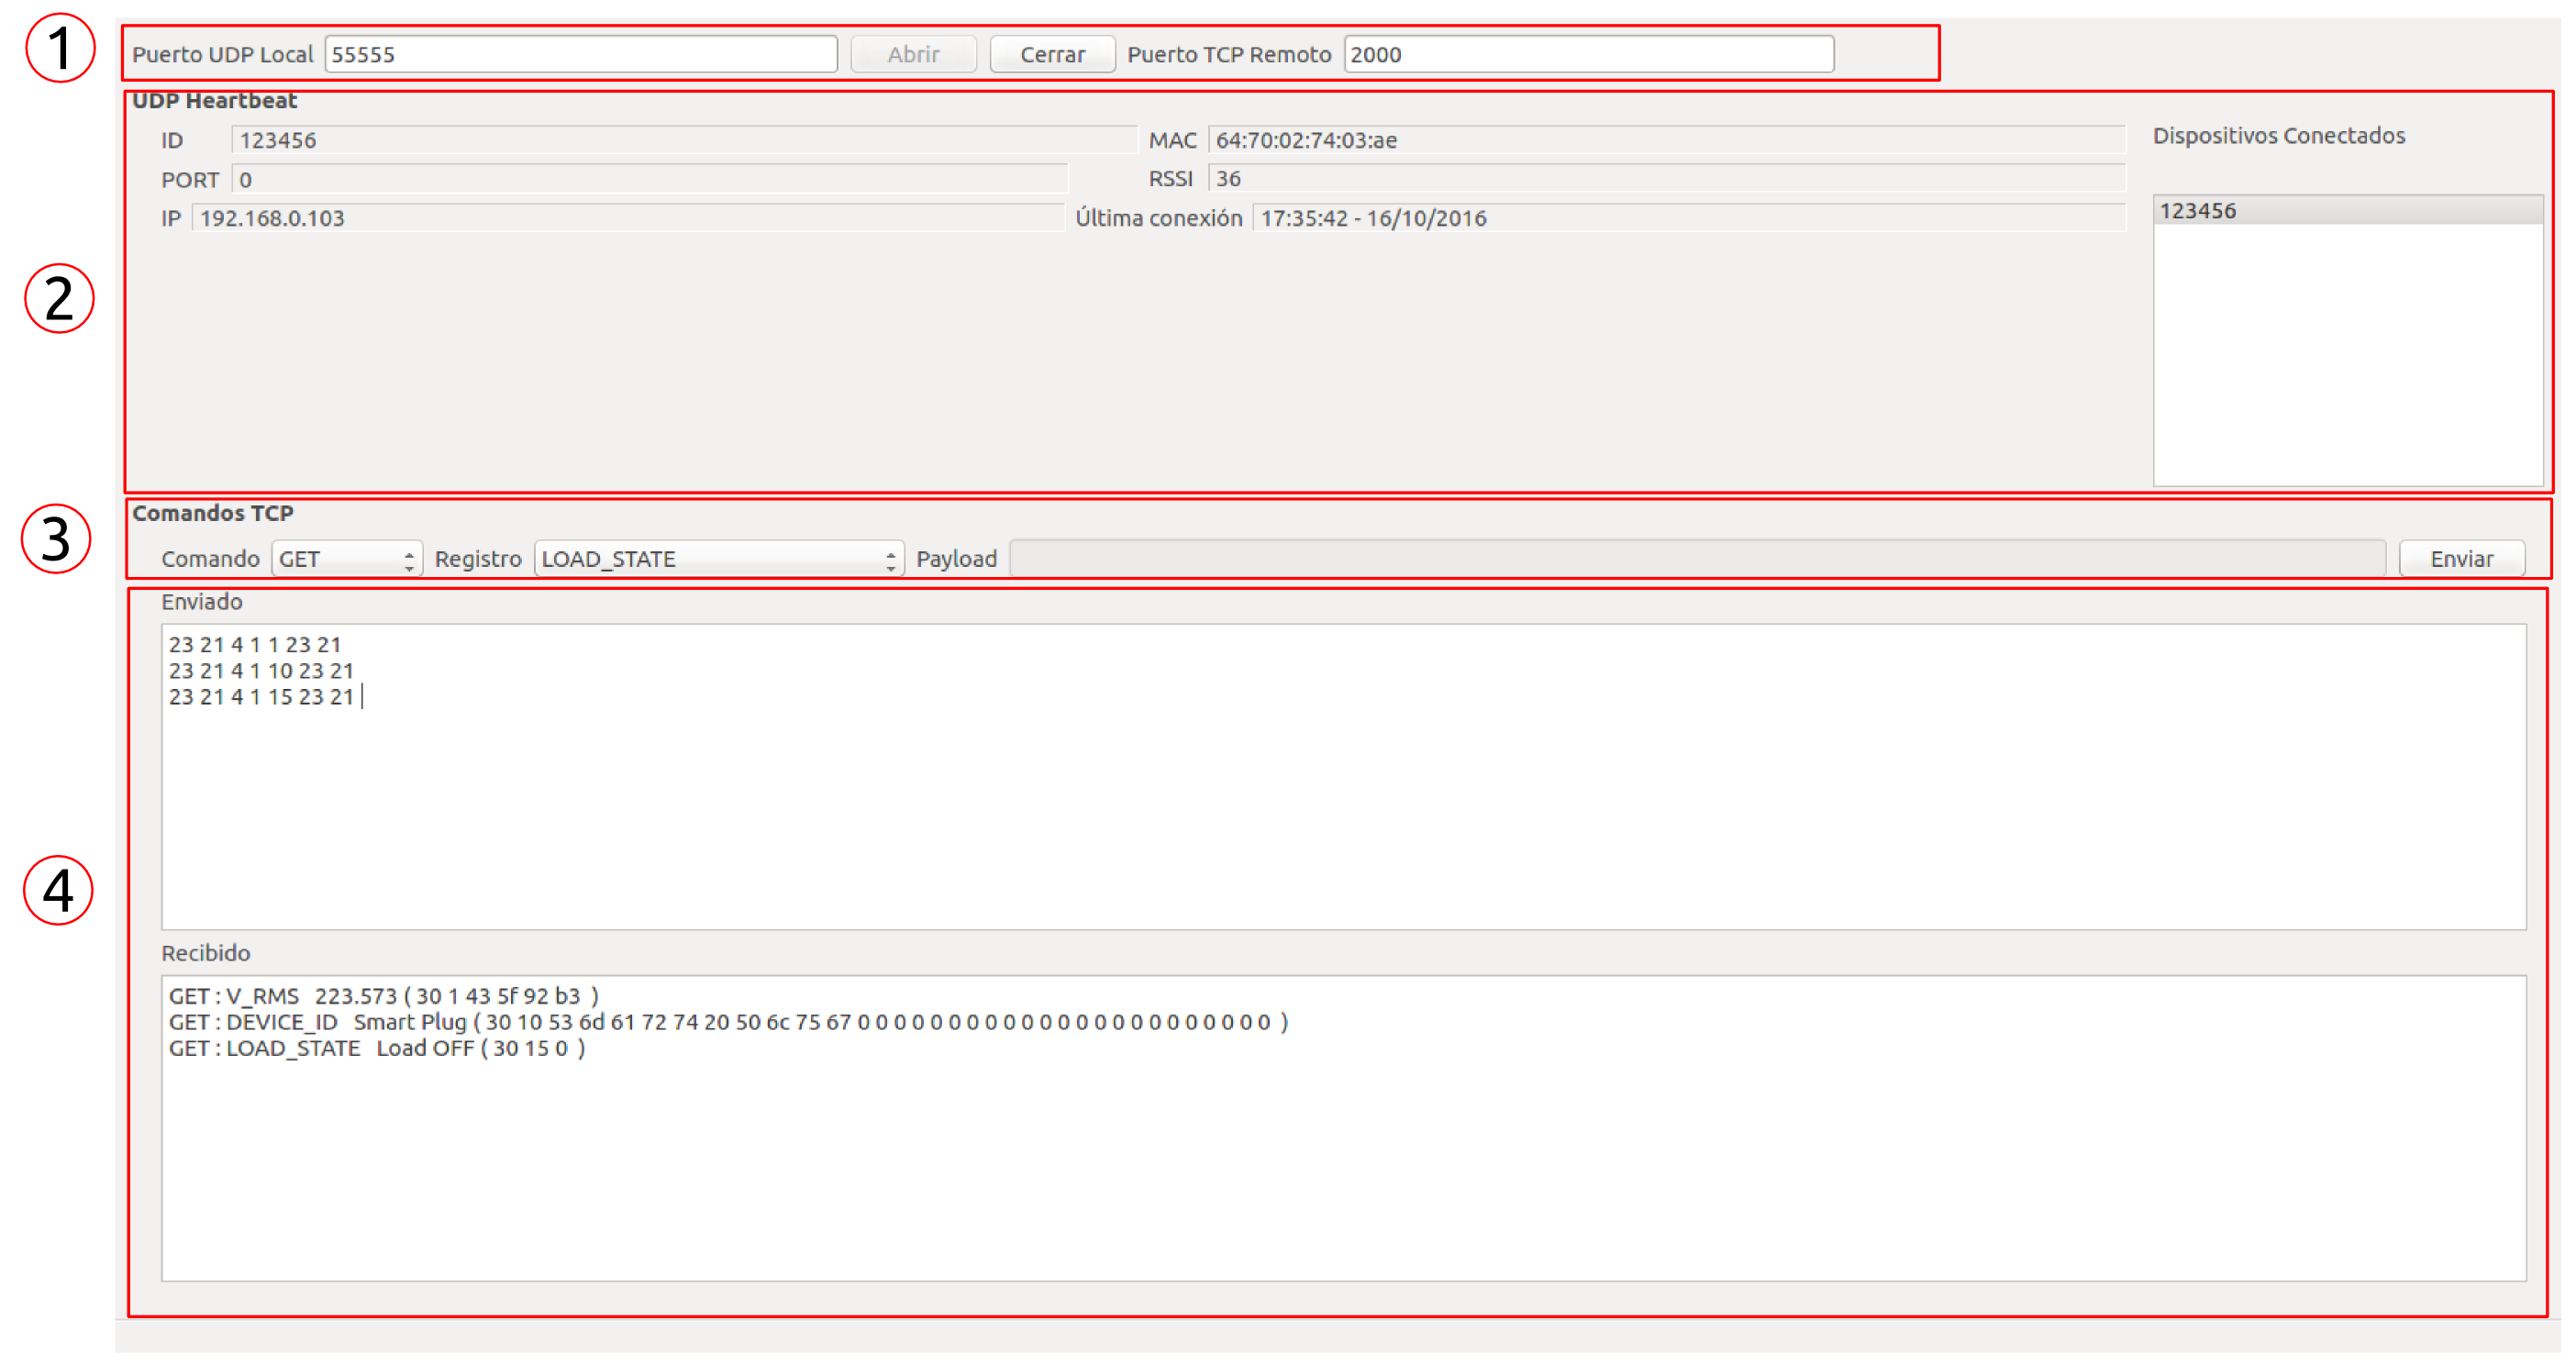 1
Puerto UDP Local 55555 Abrir Cerrar Puerto TCP Remoto 2000
2
UDP Heartbeat
ID 123456 MAC 64:70:02:74:03:ae Dispositivos Conectados
PORT 0 RSSI 36
IP 192.168.0.103 Última conexión 17:35:42 - 16/10/2016 123456
3
Comandos TCP
Comando GET Registro LOAD_STATE Payload Enviar
4
Enviado
23 21 4 1 1 23 21
23 21 4 1 10 23 21
23 21 4 1 15 23 21
Recibido
GET : V_RMS 223.573 ( 30 1 43 5f 92 b3 )
GET : DEVICE_ID Smart Plug ( 30 10 53 6d 61 72 74 20 50 6c 75 67 0 0 0 0 0 0 0 0 0 0 0 0 0 0 0 0 0 0 0 0 0 0 0 )
GET : LOAD_STATE Load OFF ( 30 15 0 )